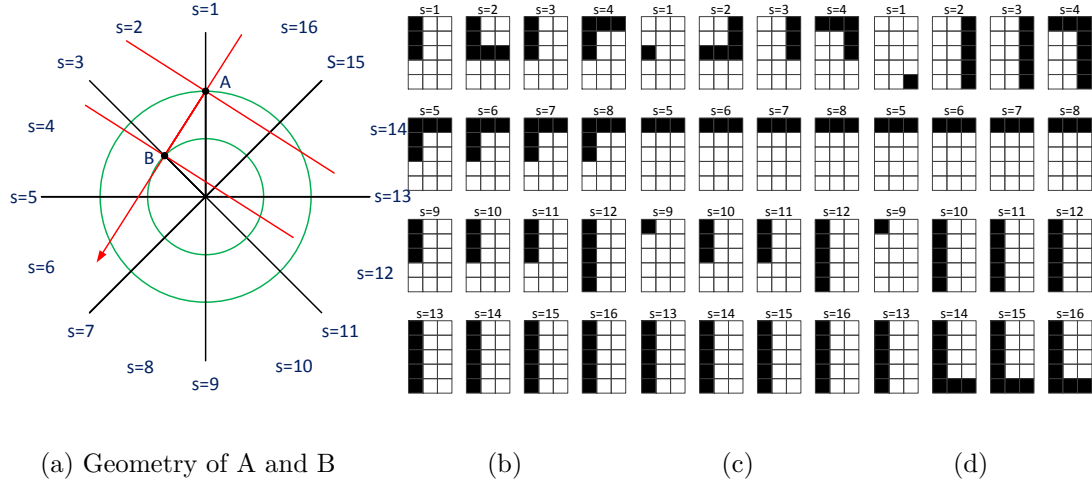 s=1
s=2
s=16
s=3
s=15
A
s=4
s=14
B
s=5
s=13
s=6
s=12
s=7
s=11
s=8
s=10
s=9
s=1 s=2 s=3 s=4 s=1 s=2 s=3 s=4 s=1 s=2 s=3 s=4
s=5 s=6 s=7 s=8 s=5 s=6 s=7 s=8 s=5 s=6 s=7 s=8
s=9 s=10 s=11 s=12 s=9 s=10 s=11 s=12 s=9 s=10 s=11 s=12
s=13 s=14 s=15 s=16 s=13 s=14 s=15 s=16 s=13 s=14 s=15 s=16
(a) Geometry of A and B (b) (c) (d)